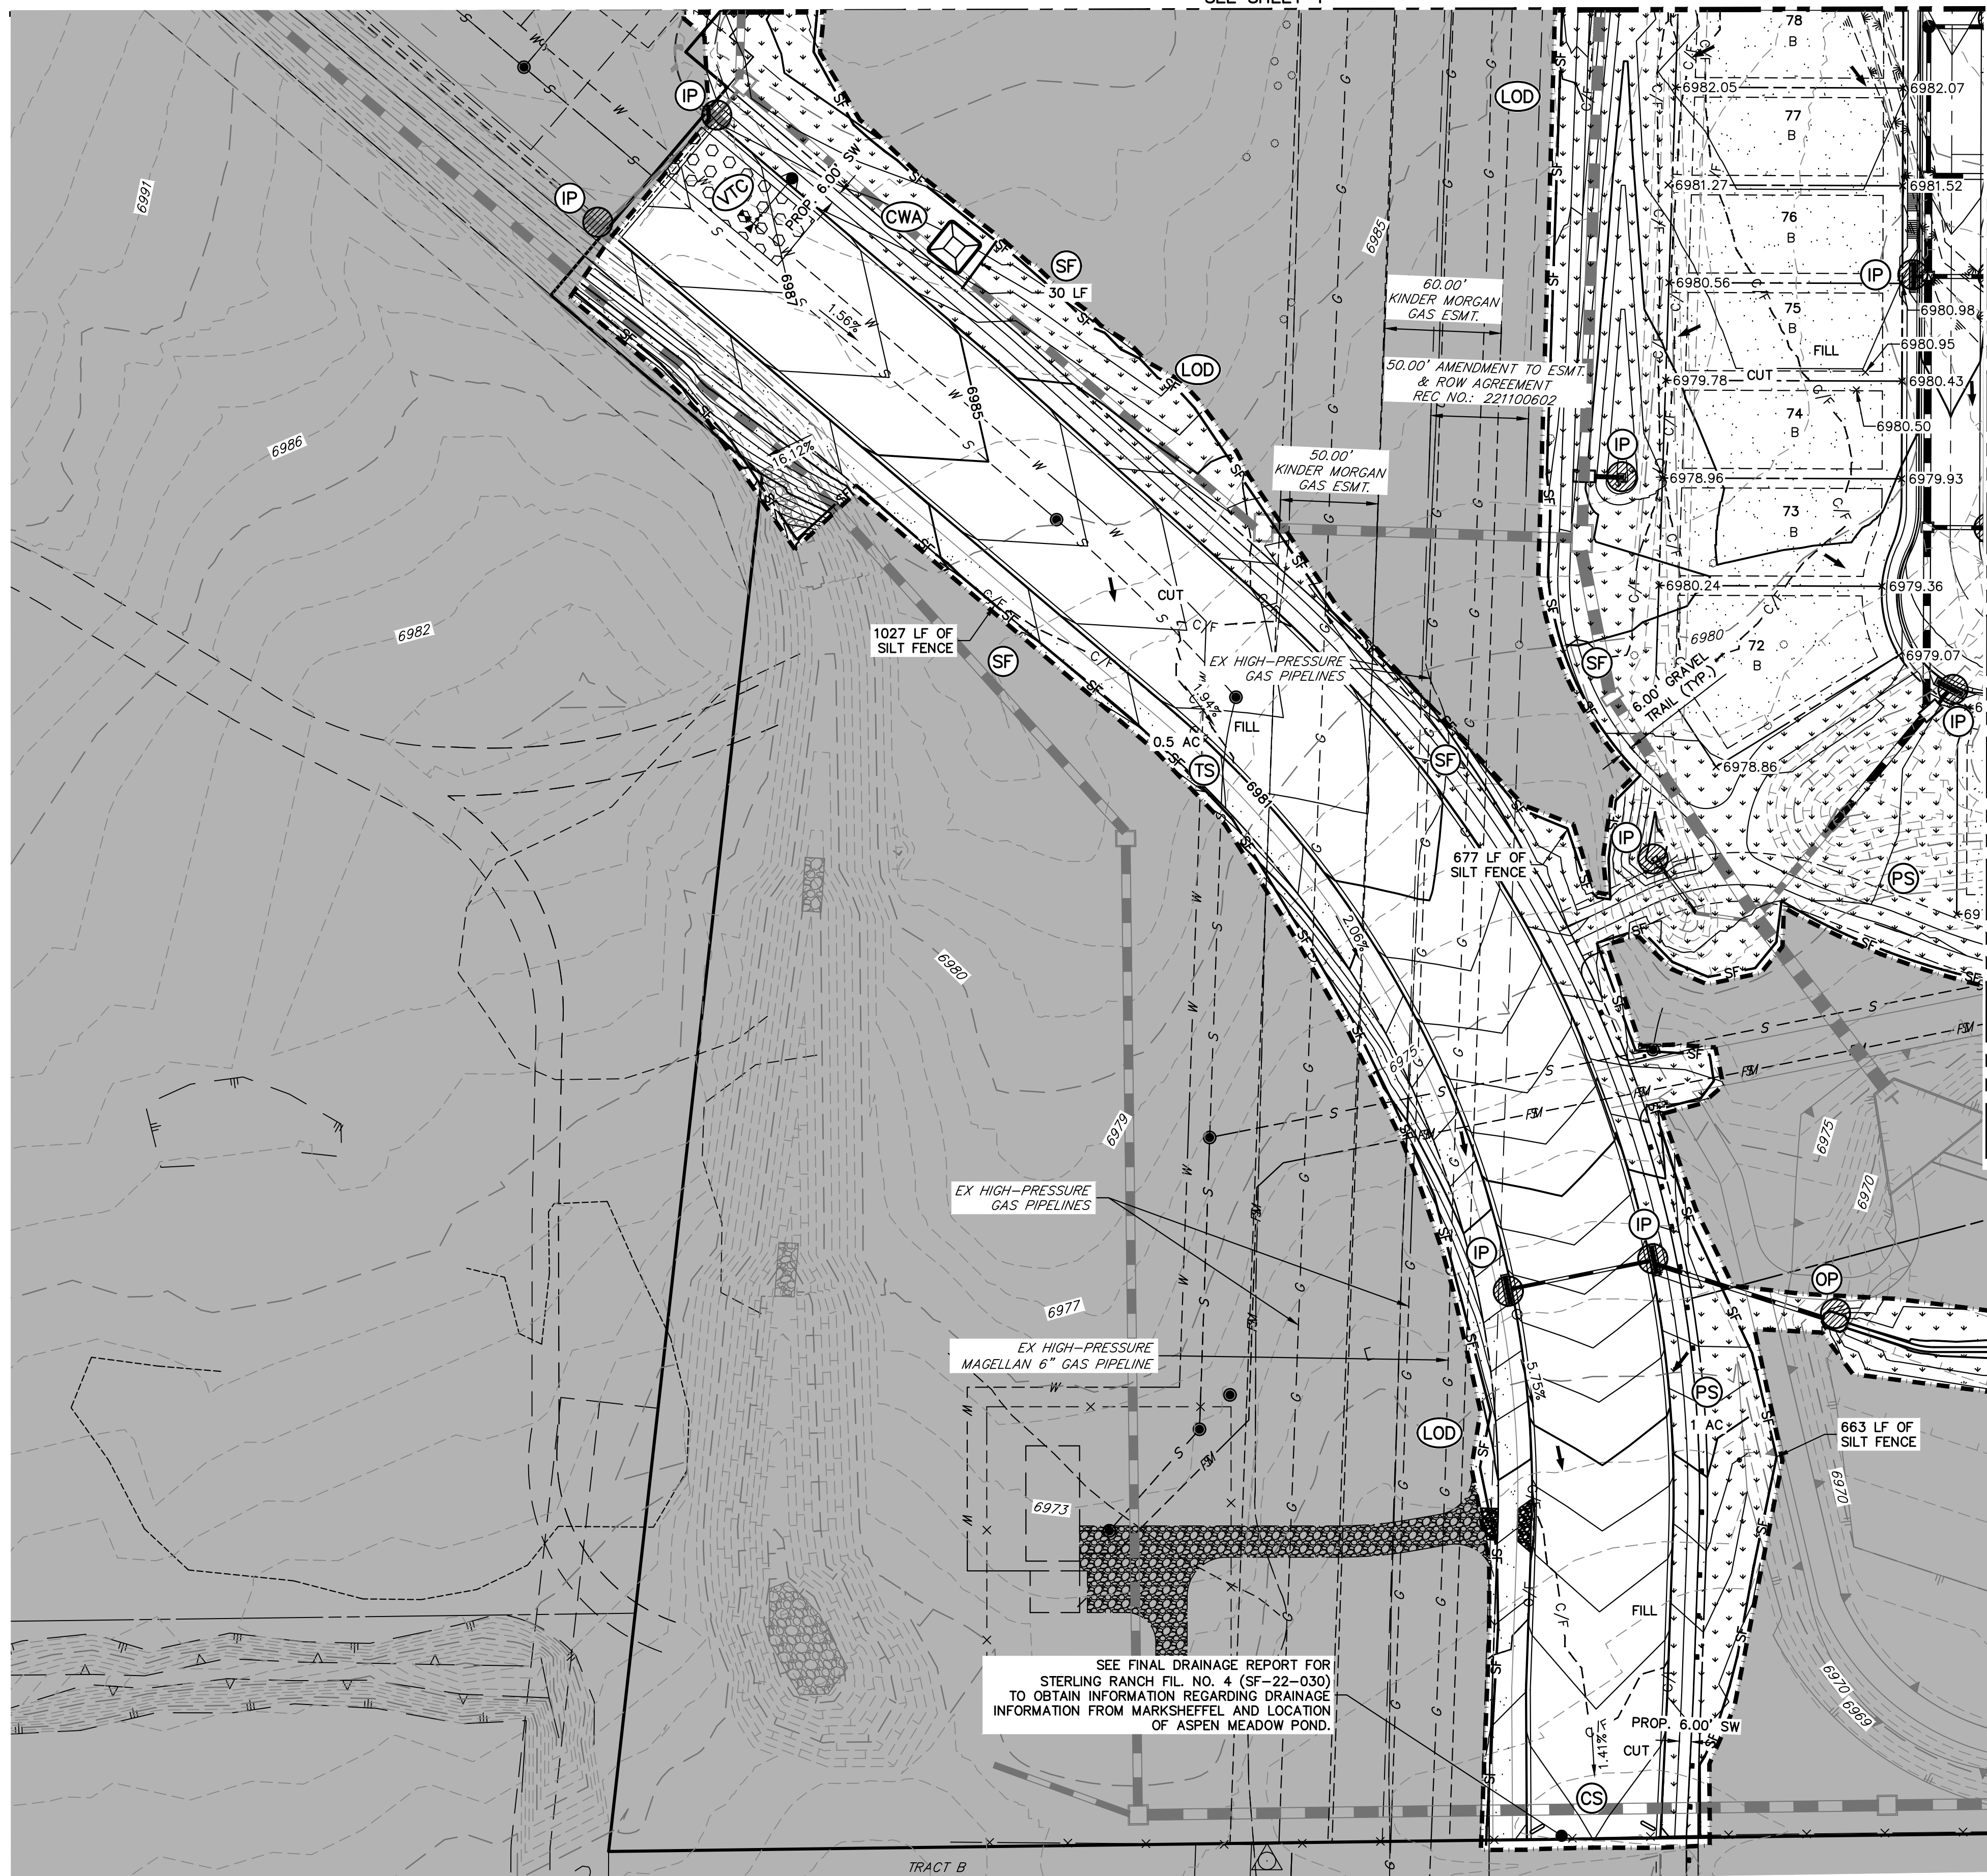 SEE SHEET
78
B
6982.05
6982.07
77
B
6981.27
6981.52
76
B
6980.56
75
B
6980.98
6980.95
FILL
6979.78
CUT
6980.43
74
B
6980.50
6978.96
6979.93
73
B
6980.24
6979.36
6980
72
B
6979.07
6.00' GRAVEL
TRAIL (TYP.)
6978.86
IP
IP
IP
IP
IP
PS
SF
LOD
IP
IP
VTC
PROP. 6.00' SW
CWA
SF
30 LF
LOD
6991
6987
1.56%
6985
6985
60.00'
KINDER MORGAN
GAS ESMT.
50.00' AMENDMENT TO ESMT.
& ROW AGREEMENT
REC NO.: 221100602
50.00'
KINDER MORGAN
GAS ESMT.
6986
16.12%
6982
1027 LF OF
SILT FENCE
SF
CUT
C/F
EX HIGH-PRESSURE
GAS PIPELINES
1.94%
FILL
0.5 AC
TS
6981
SF
677 LF OF
SILT FENCE
2.06%
6980
6975
6979
6975
6970
EX HIGH-PRESSURE
GAS PIPELINES
IP
IP
OP
6977
EX HIGH-PRESSURE
MAGELLAN 6" GAS PIPELINE
5.75%
PS
1 AC
LOD
663 LF OF
SILT FENCE
6970
6973
FILL
C/F
SEE FINAL DRAINAGE REPORT FOR
STERLING RANCH FIL. NO. 4 (SF-22-030)
TO OBTAIN INFORMATION REGARDING DRAINAGE
INFORMATION FROM MARKSHEFFEL AND LOCATION
OF ASPEN MEADOW POND.
PROP. 6.00' SW
CUT
1.41%
6970
6969
CS
TRACT B